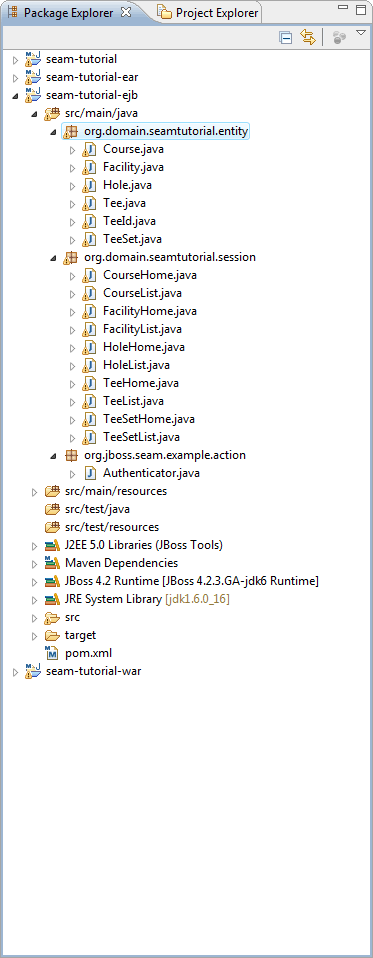 Package Explorer Project Explorer
seam-tutorial
seam-tutorial-ear
seam-tutorial-ejb
src/main/java
org.domain.seamtutorial.entity
Course.java
Facility.java
Hole.java
Tee.java
TeeId.java
TeeSet.java
org.domain.seamtutorial.session
CourseHome.java
CourseList.java
FacilityHome.java
FacilityList.java
HoleHome.java
HoleList.java
TeeHome.java
TeeList.java
TeeSetHome.java
TeeSetList.java
org.jboss.seam.example.action
Authenticator.java
src/main/resources
src/test/java
src/test/resources
J2EE 5.0 Libraries (JBoss Tools)
Maven Dependencies
JBoss 4.2 Runtime [JBoss 4.2.3.GA-jdk6 Runtime]
JRE System Library [jdk1.6.0_16]
src
target
pom.xml
seam-tutorial-war